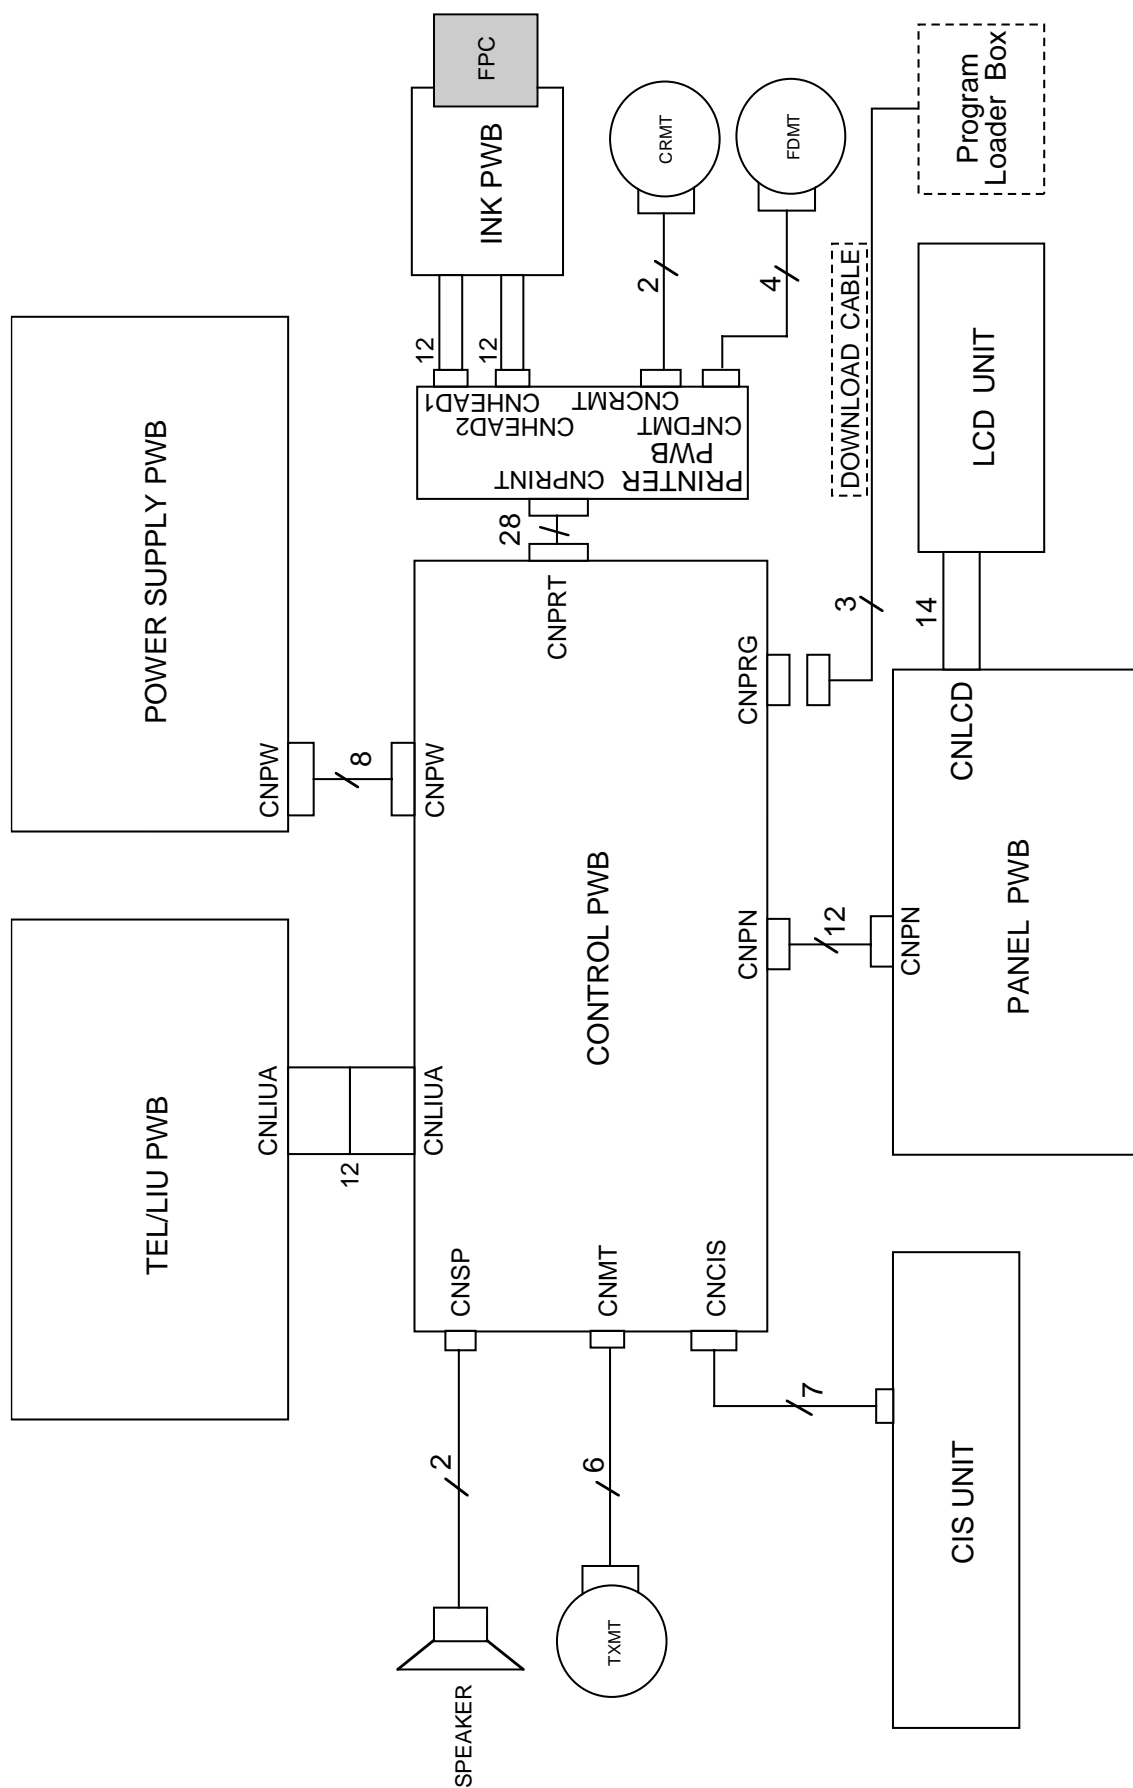 TEL/LIU PWB
CNLIUA
12
CNLIUA
POWER SUPPLY PWB
CNPW
8
CNPW
SPEAKER
2
CNSP
TXMT
6
CNMT
CNCIS
7
CIS UNIT
CONTROL PWB
CNPRT
28
CNPRINT
PRINTER
PWB
CNHEAD1
CNHEAD2
CNCRMT
CNFDMT
12
12
INK PWB
FPC
2
CRMT
4
FDMT
CNPRG
3
DOWNLOAD CABLE
Program
Loader Box
CNPN
12
CNPN
PANEL PWB
CNLCD
14
LCD UNIT